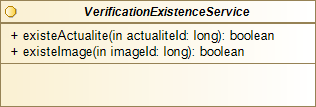 VerificationExistenceService
+ existeActualite(in actualiteId: long): boolean
+ existeImage(in imageId: long): boolean